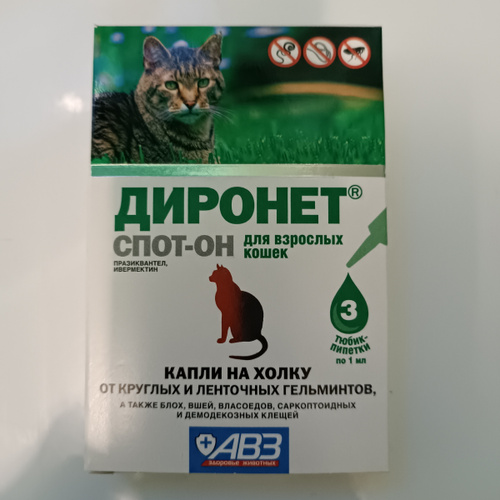 ДИРОНЕТ®
СПОТ-ОН
для взрослых
кошек
ПРАЗИКВАНТЕЛ,
ИВЕРМЕКТИН
3
тюбик-
пипетки
по 1 мл
КАПЛИ НА ХОЛКУ
ОТ КРУГЛЫХ И ЛЕНТОЧНЫХ ГЕЛЬМИНТОВ,
А ТАКЖЕ БЛОХ, ВШЕЙ, ВЛАСОЕДОВ, САРКОПТОИДНЫХ
И ДЕМОДЕКОЗНЫХ КЛЕЩЕЙ
АВЗ
здоровье животных